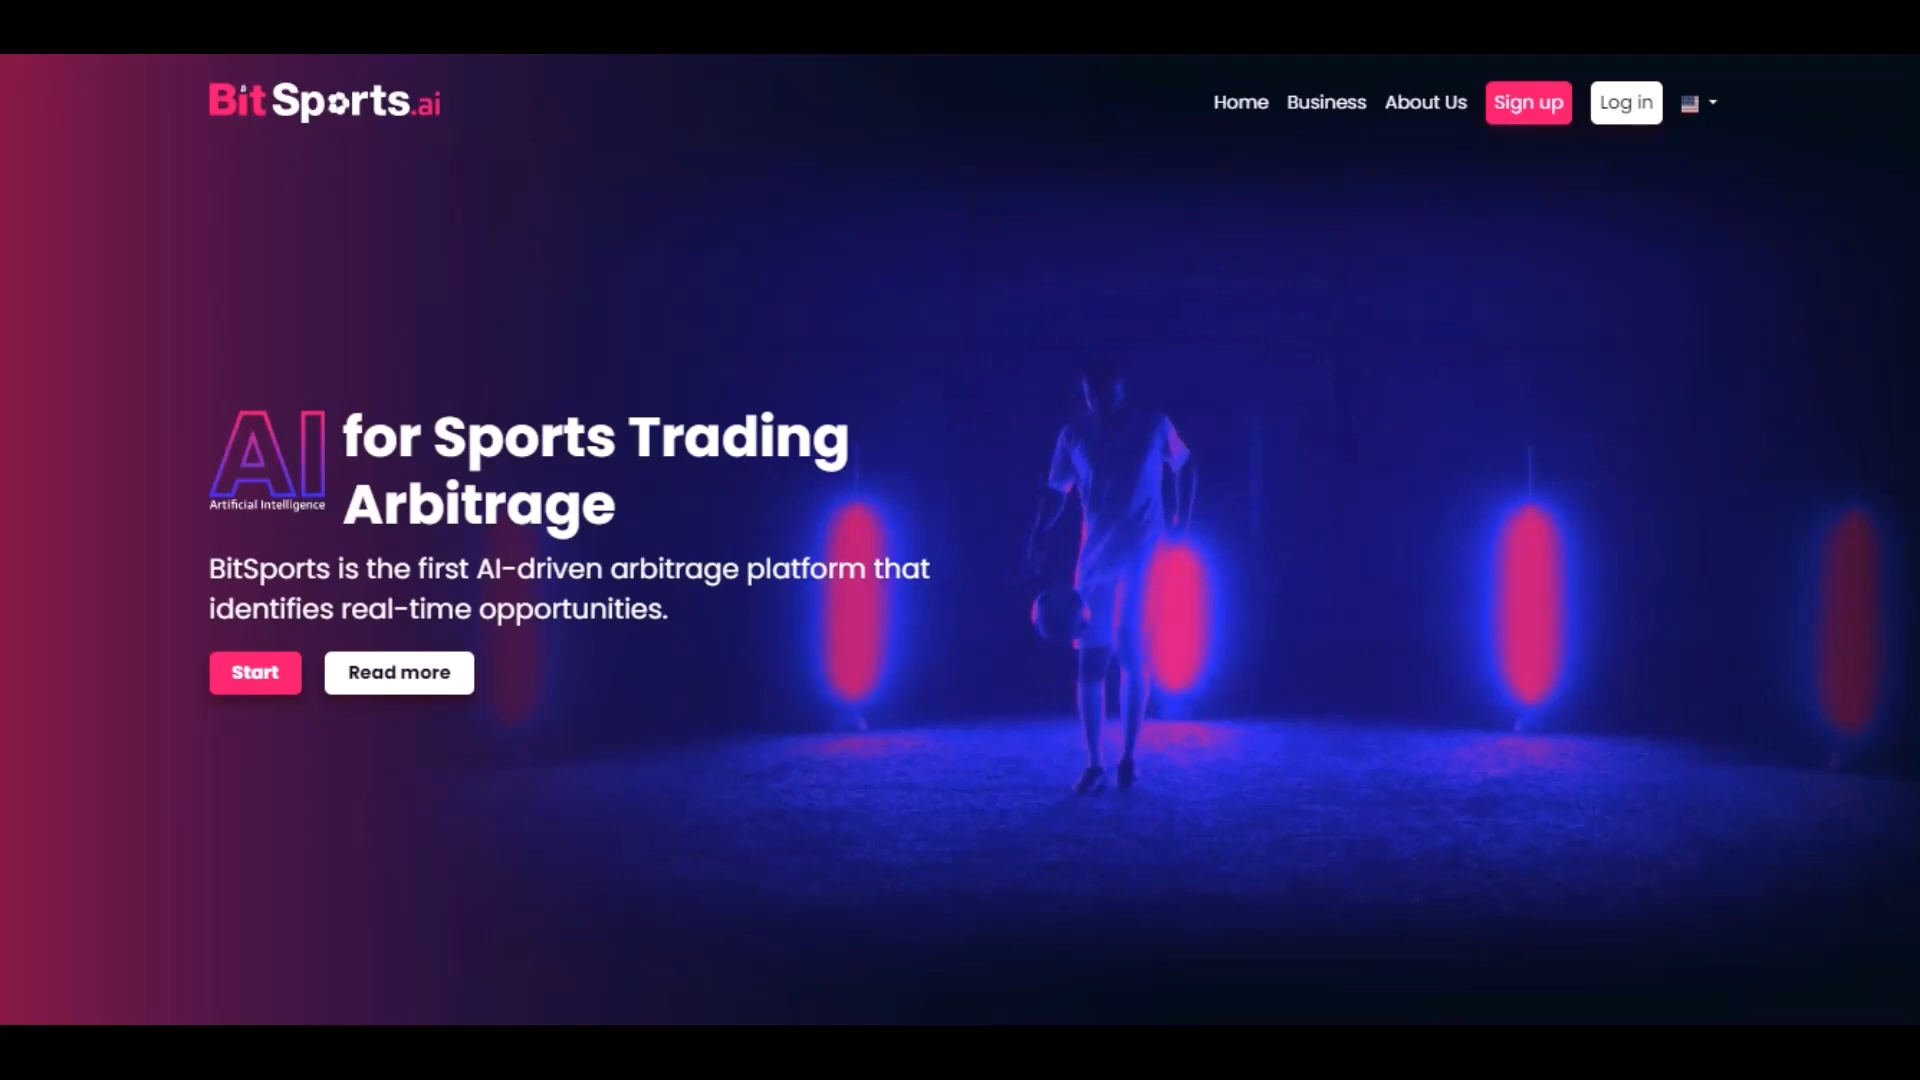 BitSports.ai
Home Business About Us Sign up Log in
AI for Sports Trading
Artificial Intelligence Arbitrage
BitSports is the first AI-driven arbitrage platform that
identifies real-time opportunities.
Start Read more